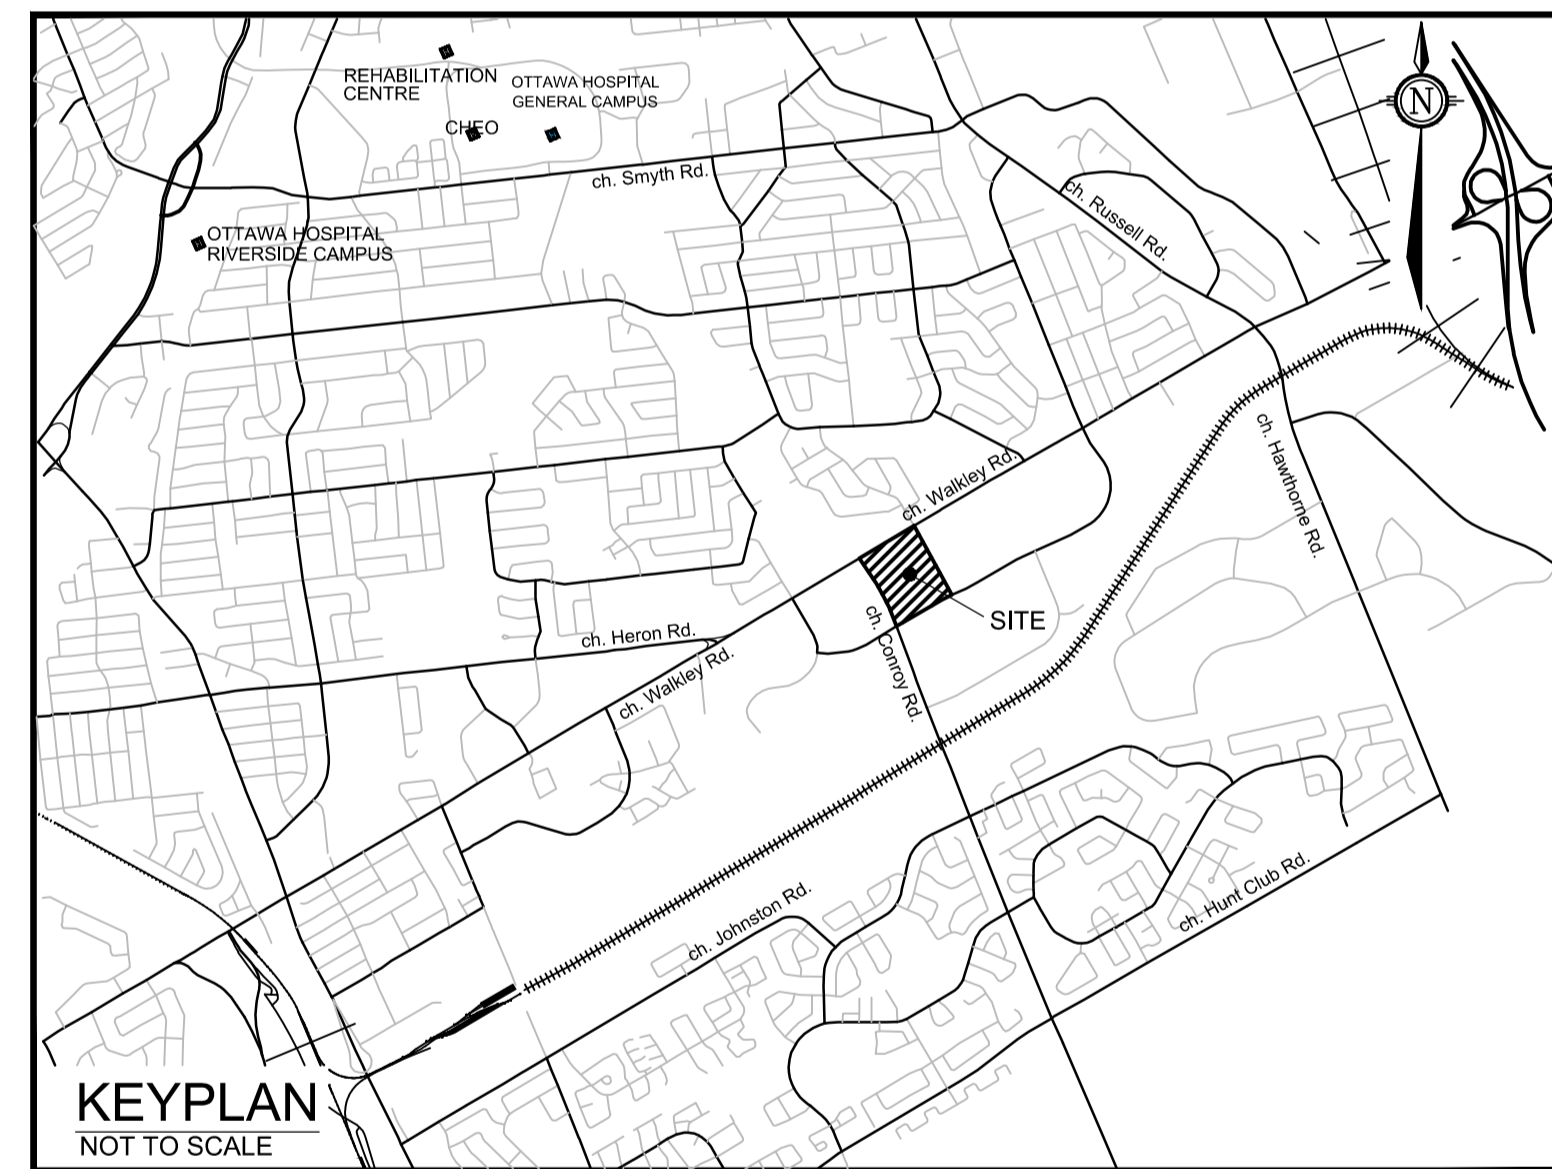 REHABILITATION
CENTRE
OTTAWA HOSPITAL
GENERAL CAMPUS
CHEO
N
ch. Smyth Rd.
ch. Russell Rd.
OTTAWA HOSPITAL
RIVERSIDE CAMPUS
ch. Hawthorne Rd.
ch. Walkley Rd.
SITE
ch. Heron Rd.
ch. Conroy Rd.
ch. Walkley Rd.
ch. Johnston Rd.
ch. Hunt Club Rd.
KEYPLAN
NOT TO SCALE